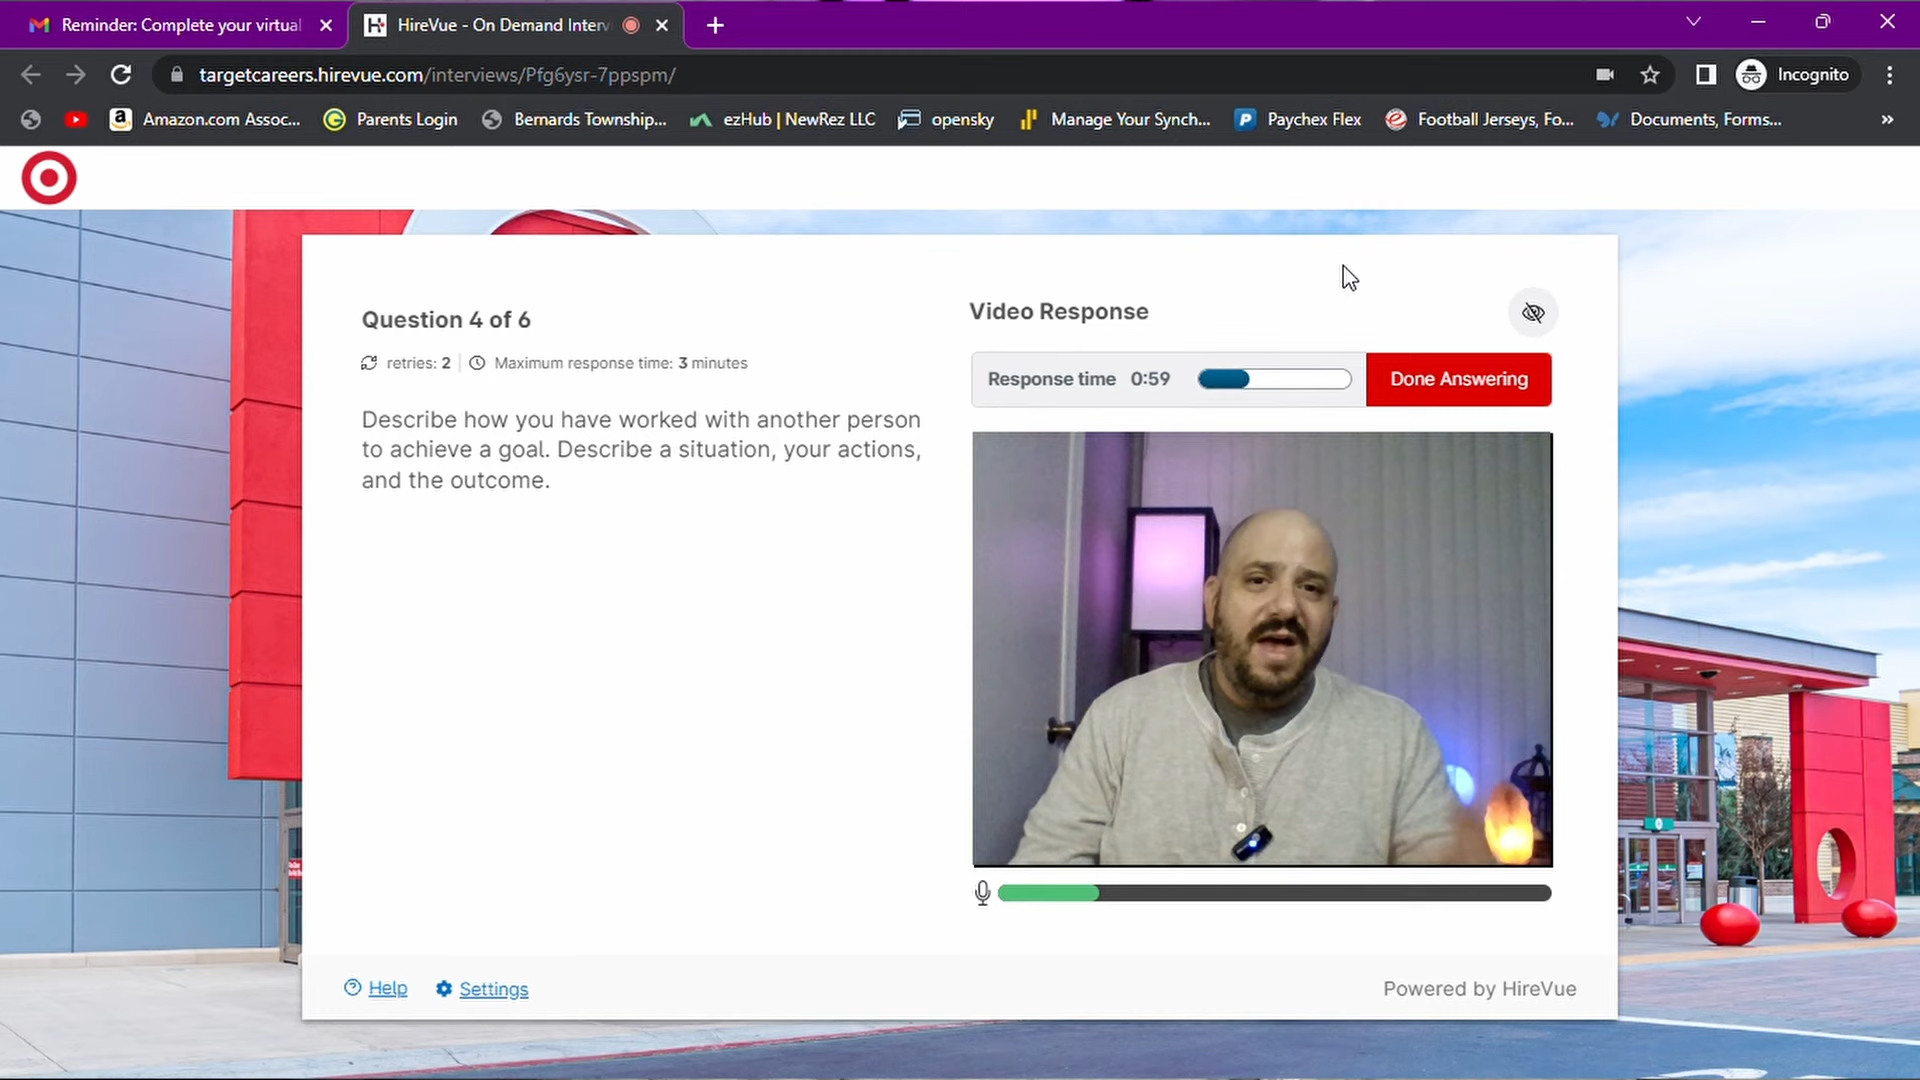 Reminder: Complete your virtual
HireVue - On Demand Interv
targetcareers.hirevue.com/interviews/Pfg6ysr-7ppspm/
Incognito
Amazon.com Assoc...
Parents Login
Bernards Township...
ezHub | NewRez LLC
opensky
Manage Your Synch...
Paychex Flex
Football Jerseys, Fo...
Documents, Forms...
Question 4 of 6
retries: 2
Maximum response time: 3 minutes
Describe how you have worked with another person
to achieve a goal. Describe a situation, your actions,
and the outcome.
Video Response
Response time 0:59
Done Answering
Help
Settings
Powered by HireVue